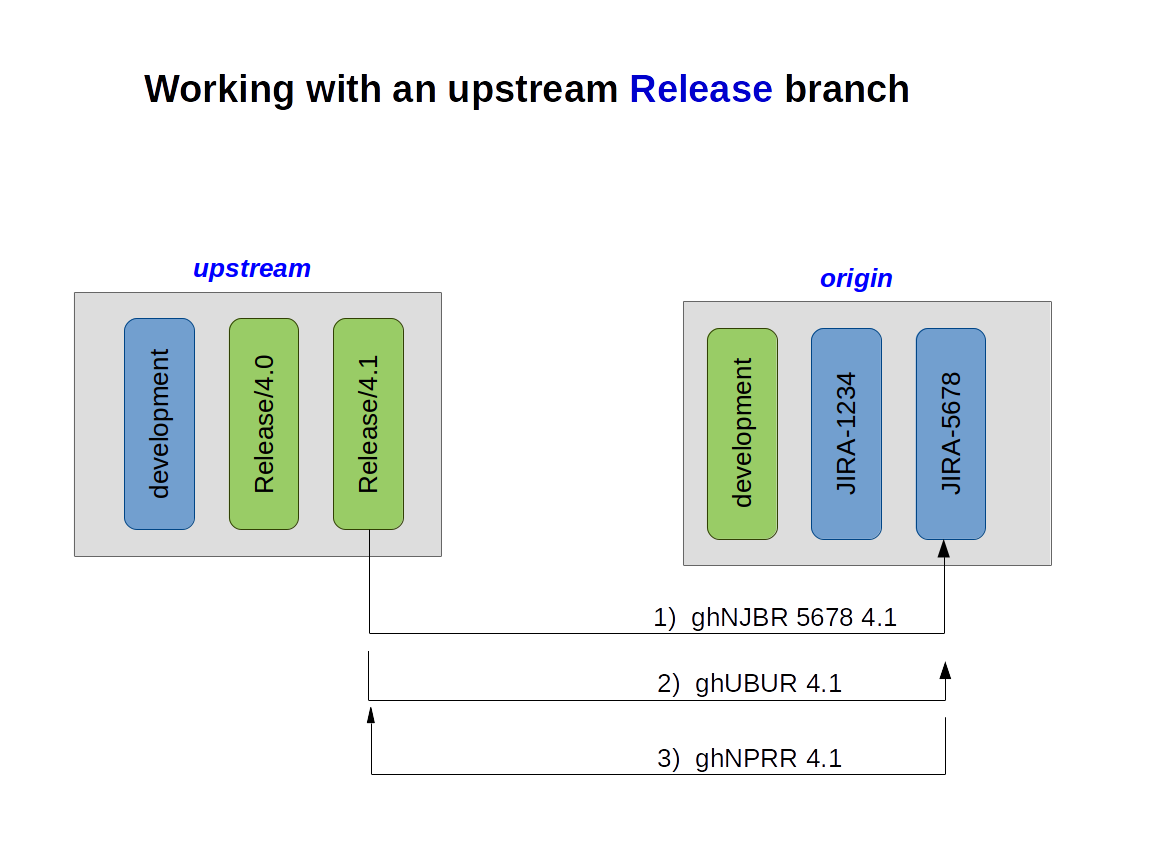 Working with an upstream Release branch
upstream
origin
development
Release/4.0
Release/4.1
development
JIRA-1234
JIRA-5678
1)  ghNJBR 5678 4.1
2)  ghUBUR 4.1
3)  ghNPRR 4.1